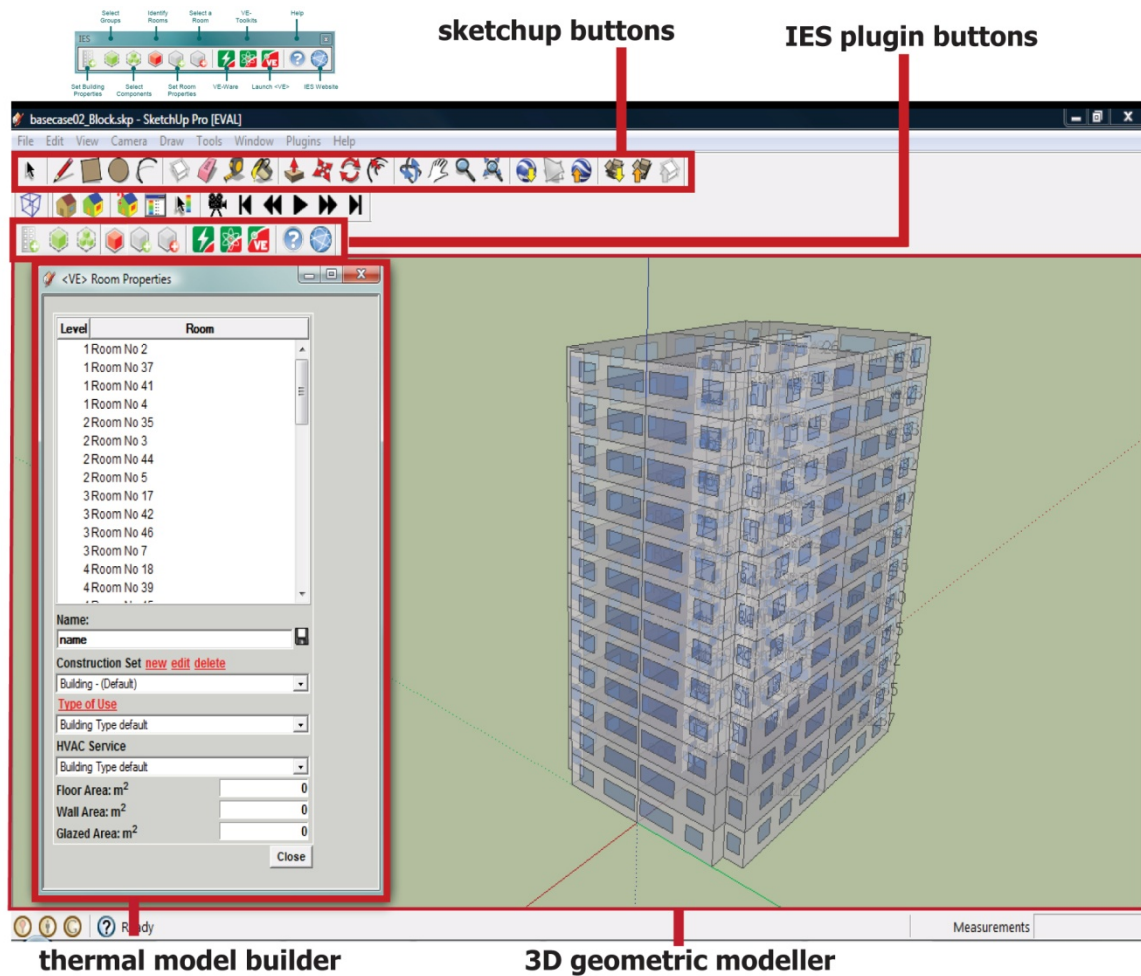 Select Groups
Identify Rooms
Select a Room
VE-Toolkits
Help
IES
Set Building Properties
Select Components
Set Room Properties
VE-Ware
Launch <VE>
IES Website
sketchup buttons
IES plugin buttons
basecase02_Block.skp - SketchUp Pro [EVAL]
File Edit View Camera Draw Tools Window Plugins Help
VE
<VE> Room Properties
Level Room
1 Room No 2
1 Room No 37
1 Room No 41
1 Room No 4
2 Room No 35
2 Room No 3
2 Room No 44
2 Room No 5
3 Room No 17
3 Room No 42
3 Room No 46
3 Room No 7
4 Room No 18
4 Room No 39
Name:
name
Construction Set new edit delete
Building - (Default)
Type of Use
Building Type default
HVAC Service
Building Type default
Floor Area: m² 0
Wall Area: m² 0
Glazed Area: m² 0
Close
Measurements
thermal model builder
3D geometric modeller